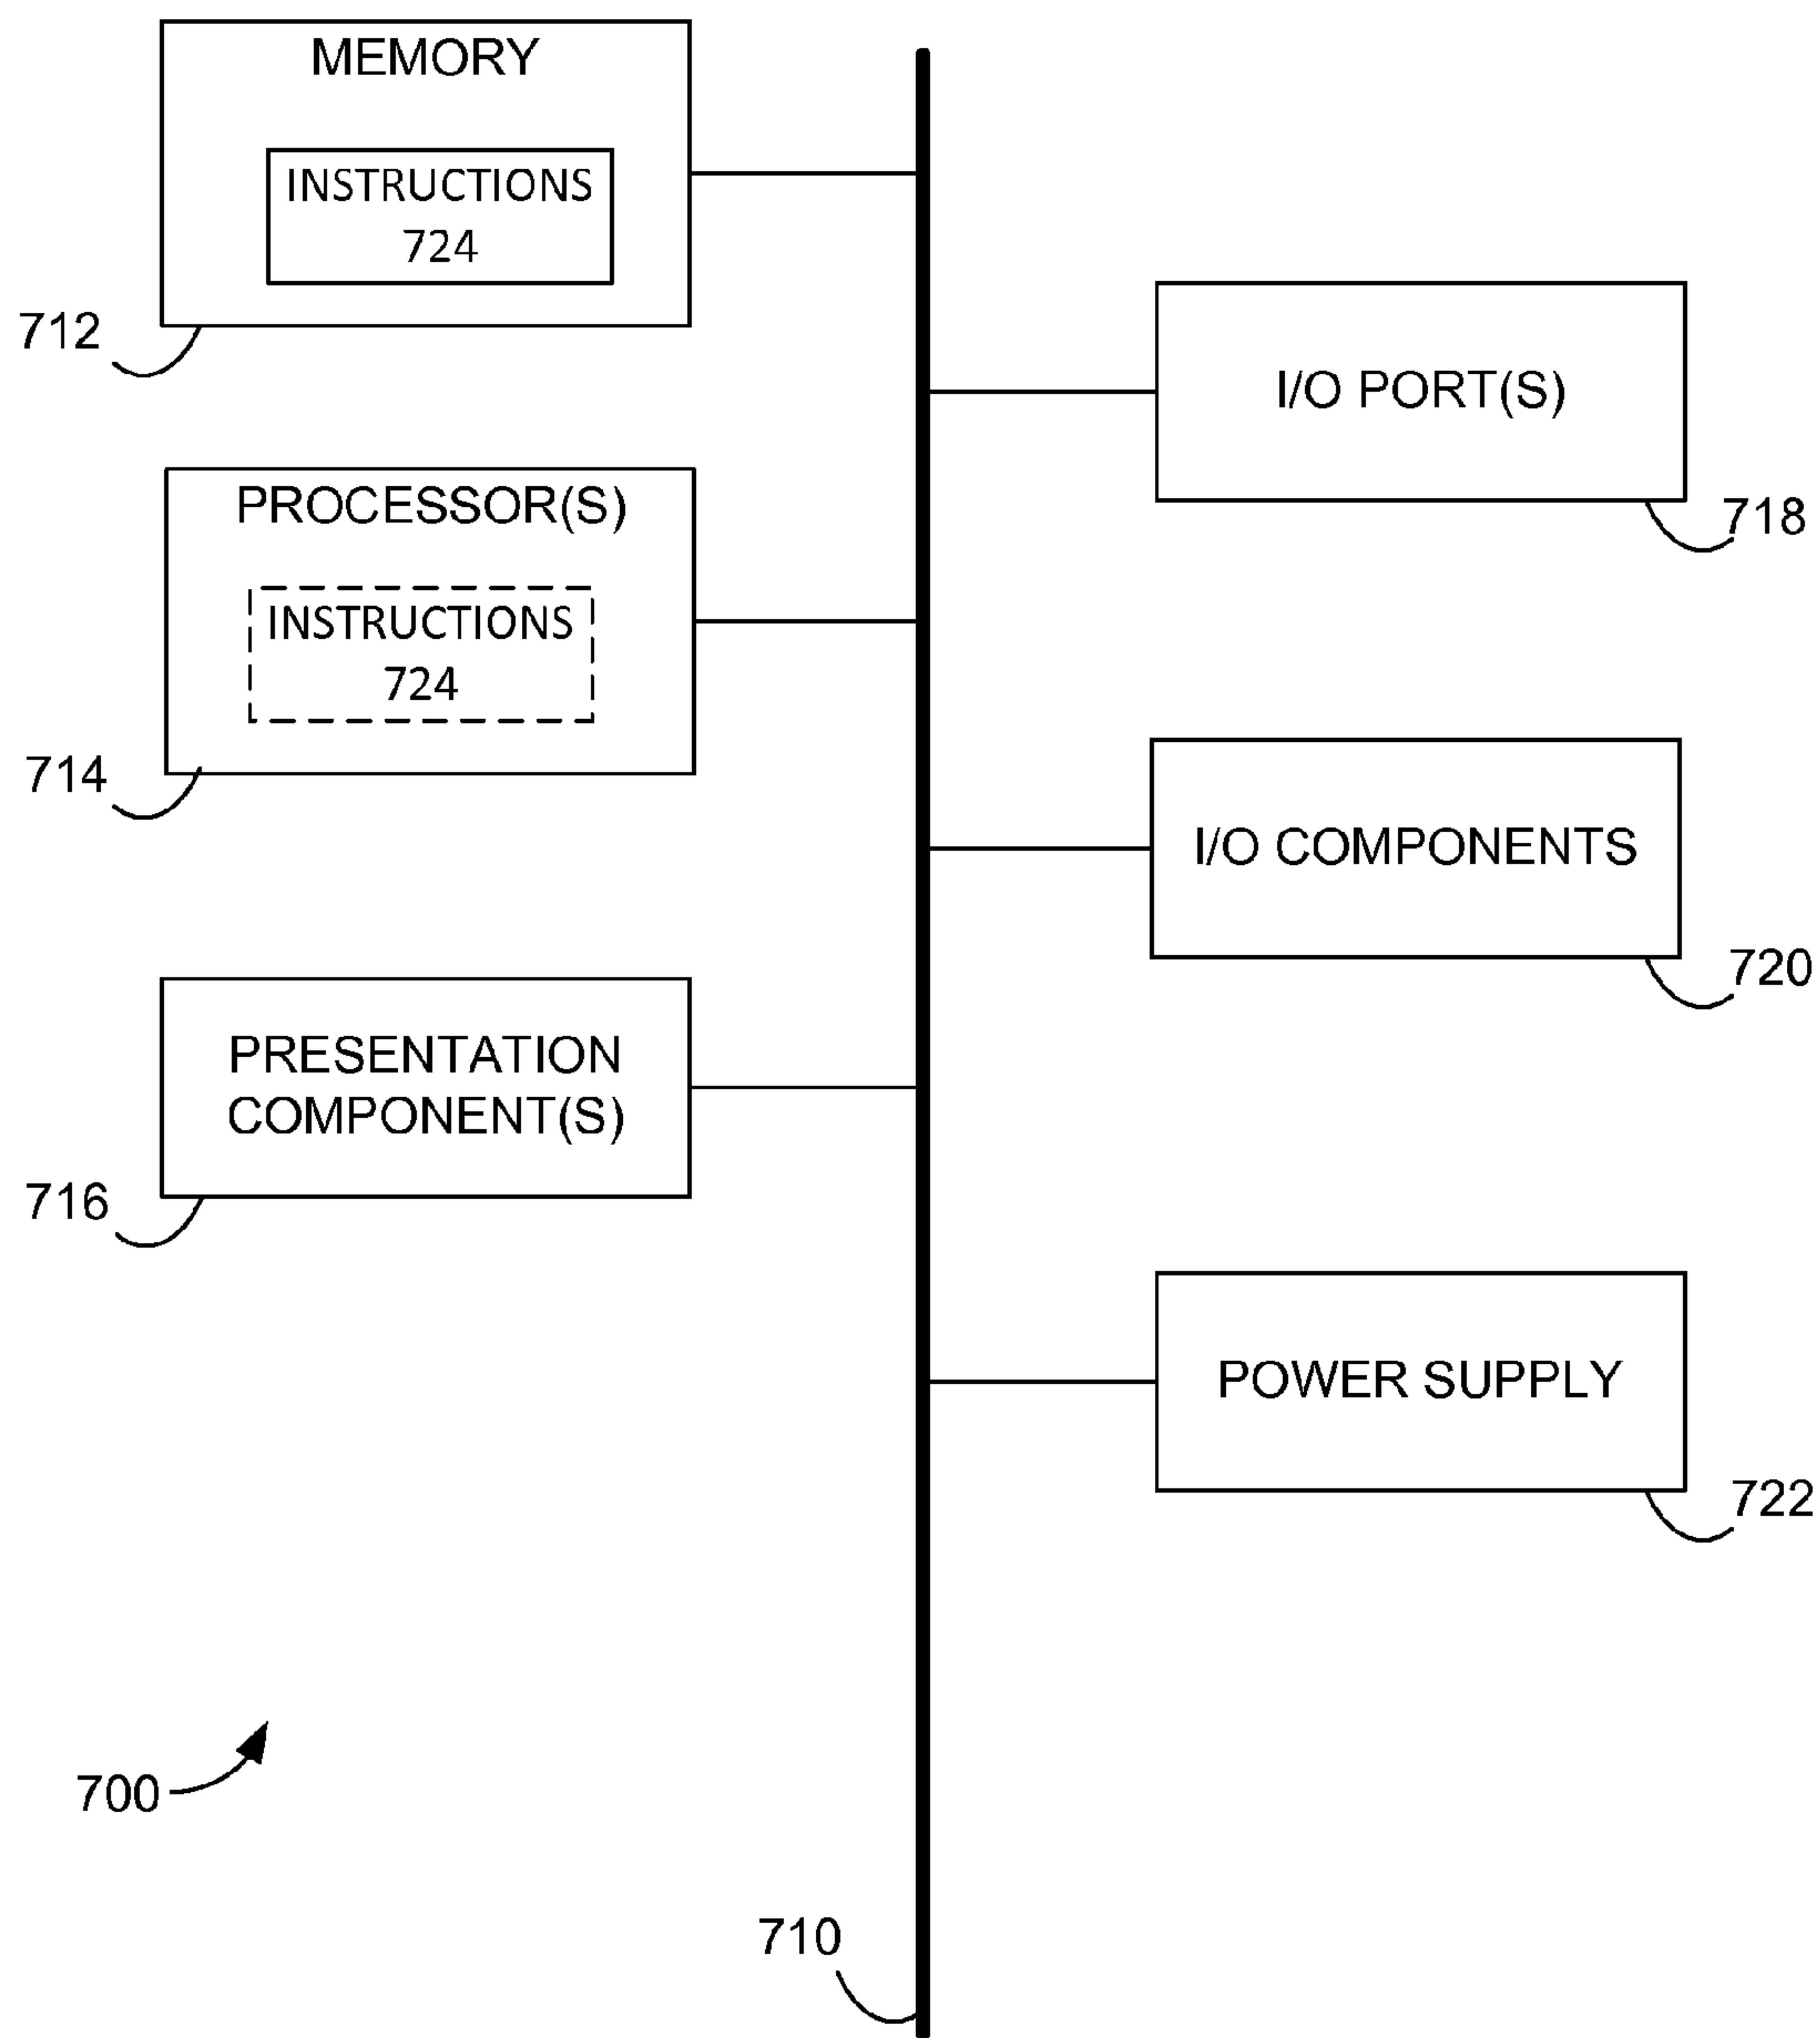 MEMORY
INSTRUCTIONS
724
712
I/O PORT(S)
718
PROCESSOR(S)
INSTRUCTIONS
724
714
I/O COMPONENTS
720
PRESENTATION
COMPONENT(S)
716
POWER SUPPLY
722
700
710